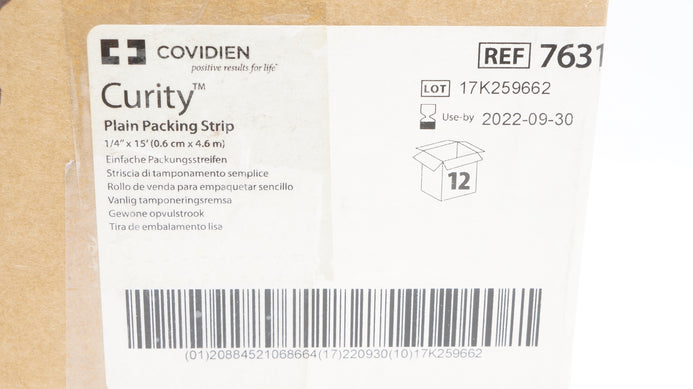 COVIDIEN
positive results for life™
Curity™
Plain Packing Strip
1/4" x 15' (0.6 cm x 4.6 m)
Einfache Packungsstreifen
Striscia di tamponamento semplice
Rollo de venda para empaquetar sencillo
Vanlig tamponeringsremsa
Gewone opvulstrook
Tira de embalamento lisa
REF 7631
LOT 17K259662
Use-by 2022-09-30
12
(01)20884521068664(17)220930(10)17K259662